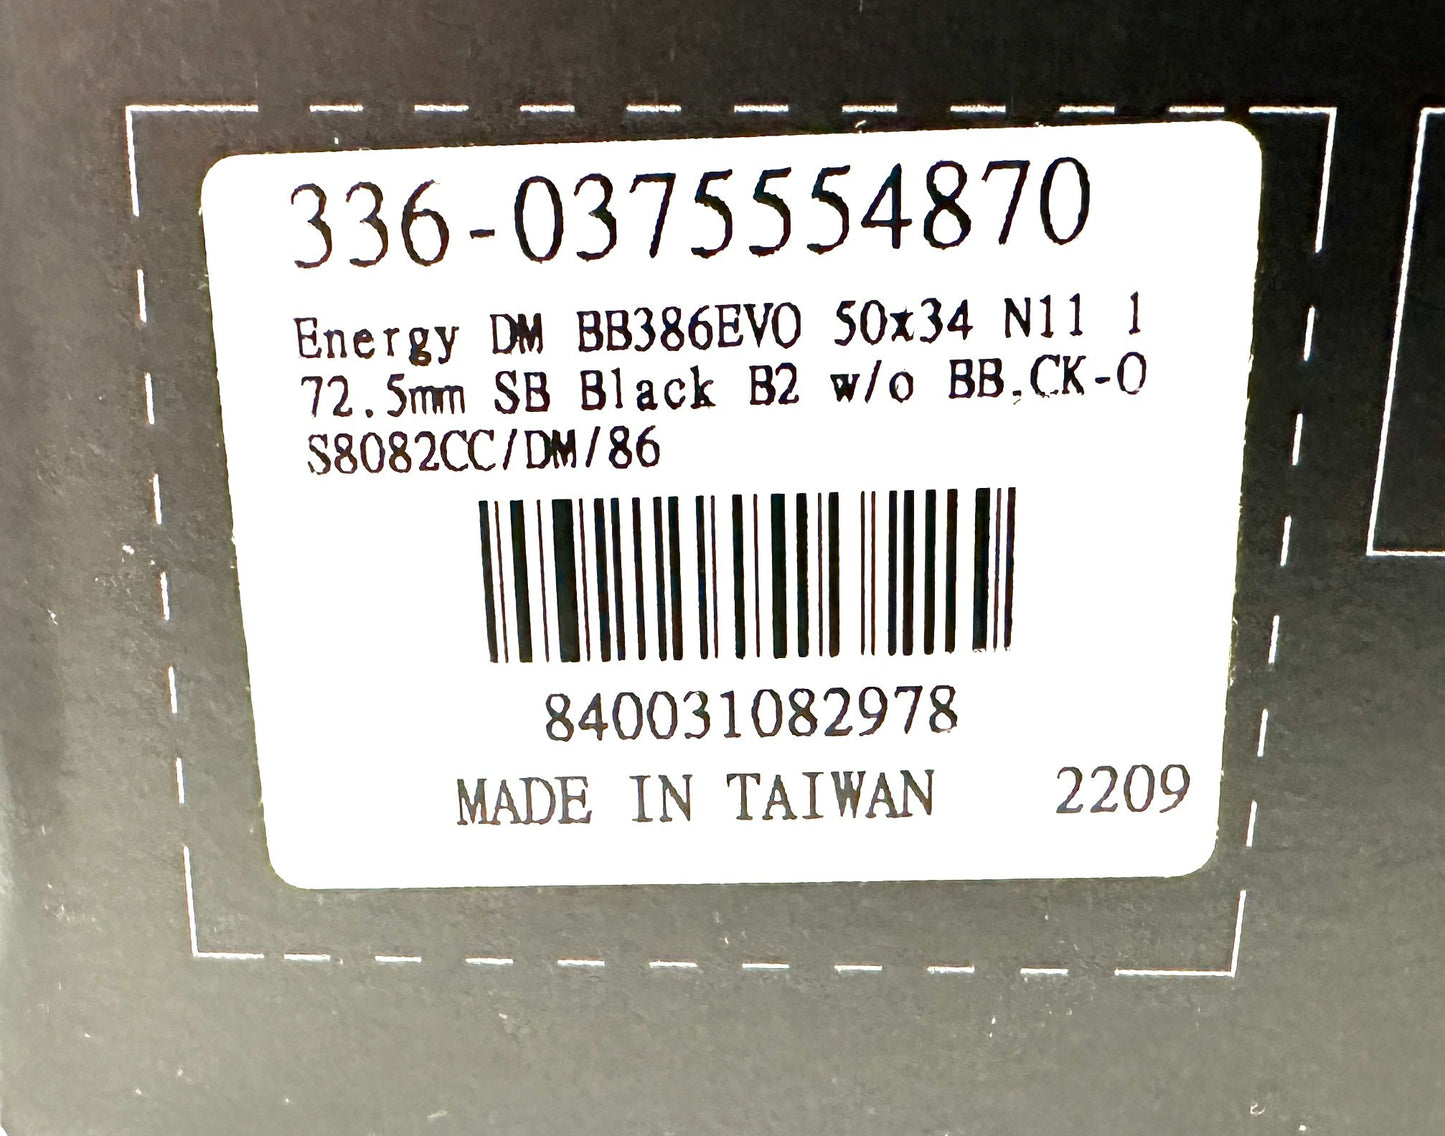 336-0375554870
Energy DM BB386EVO 50x34 N11 1
72.5mm SB Black B2 w/o BB.CK-O
S8082CC/DM/86
840031082978
MADE IN TAIWAN 2209